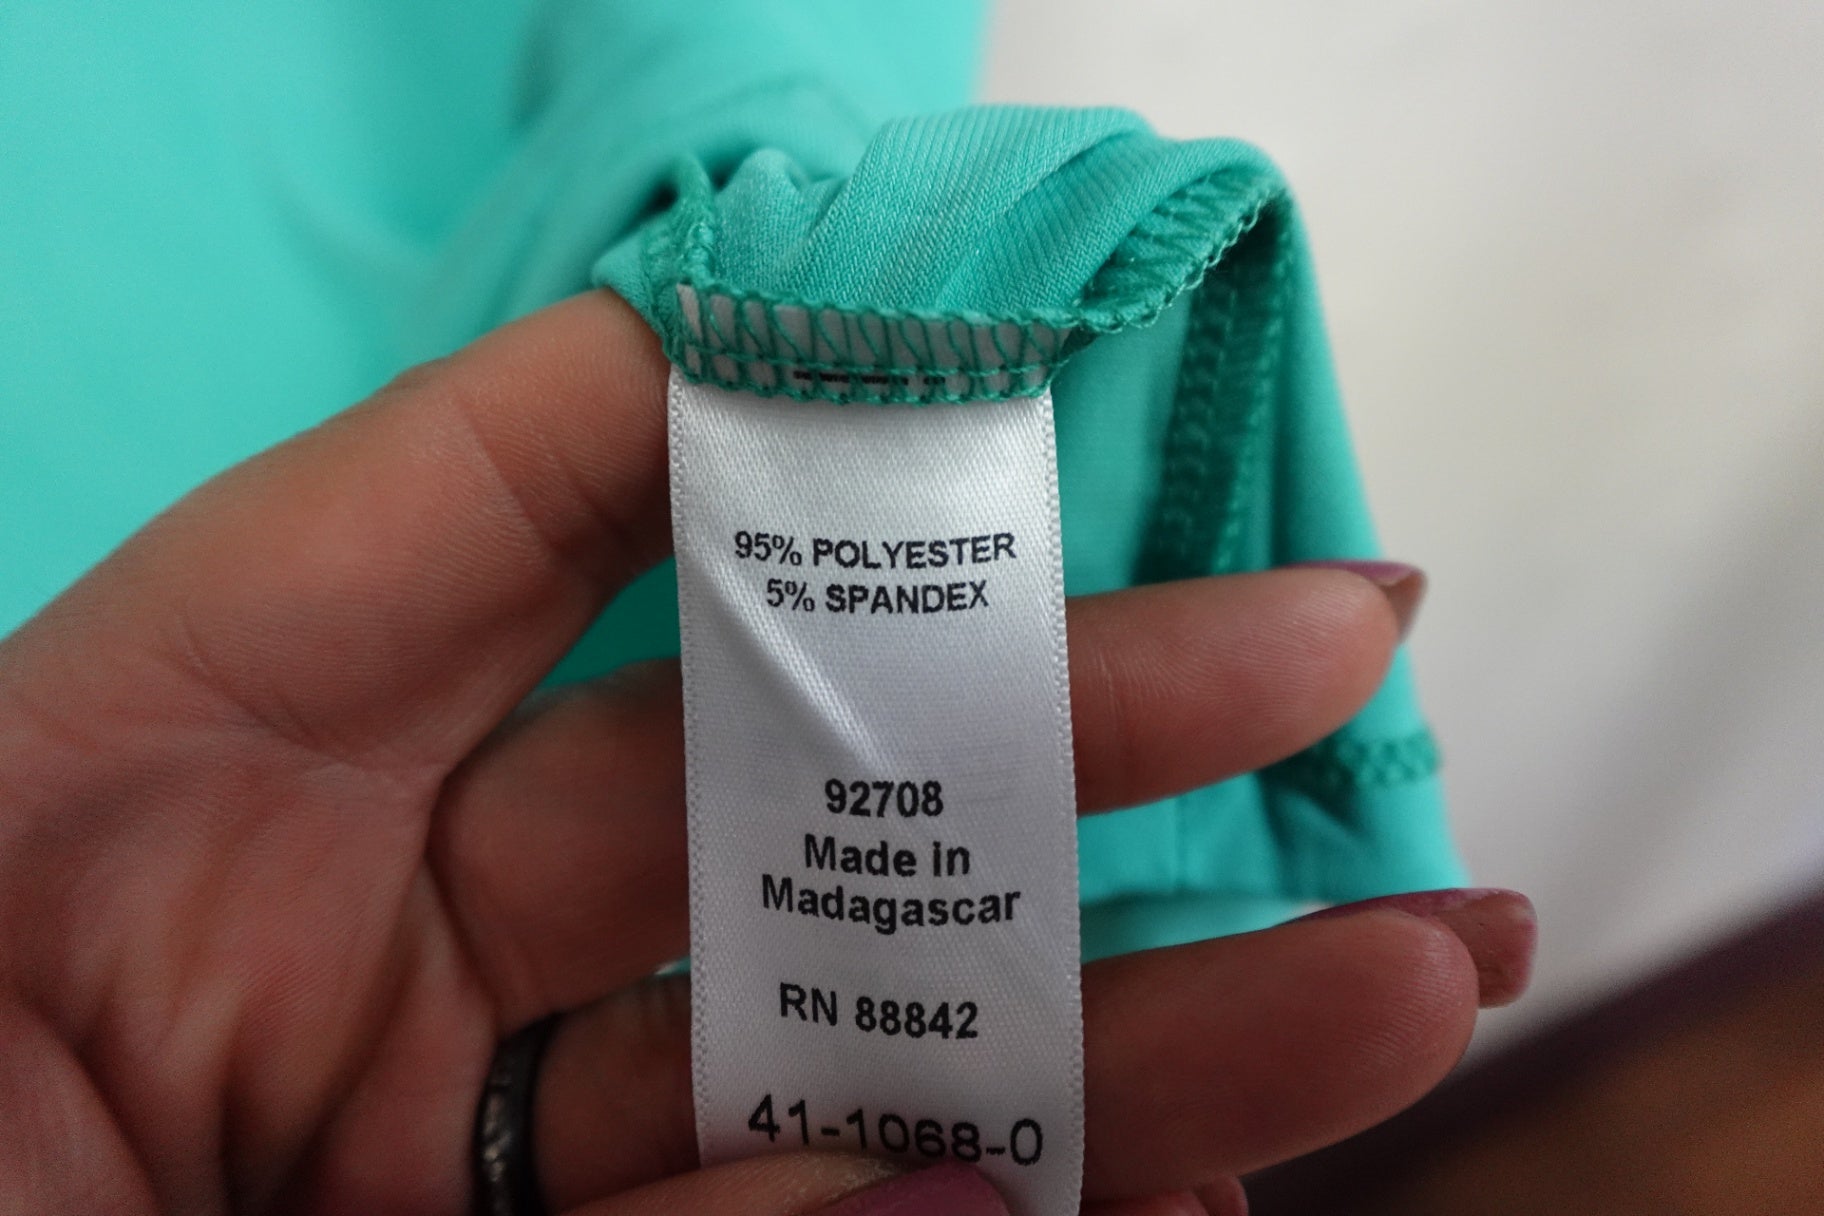 95% POLYESTER
5% SPANDEX
92708
Made in
Madagascar
RN 88842
41-1068-0